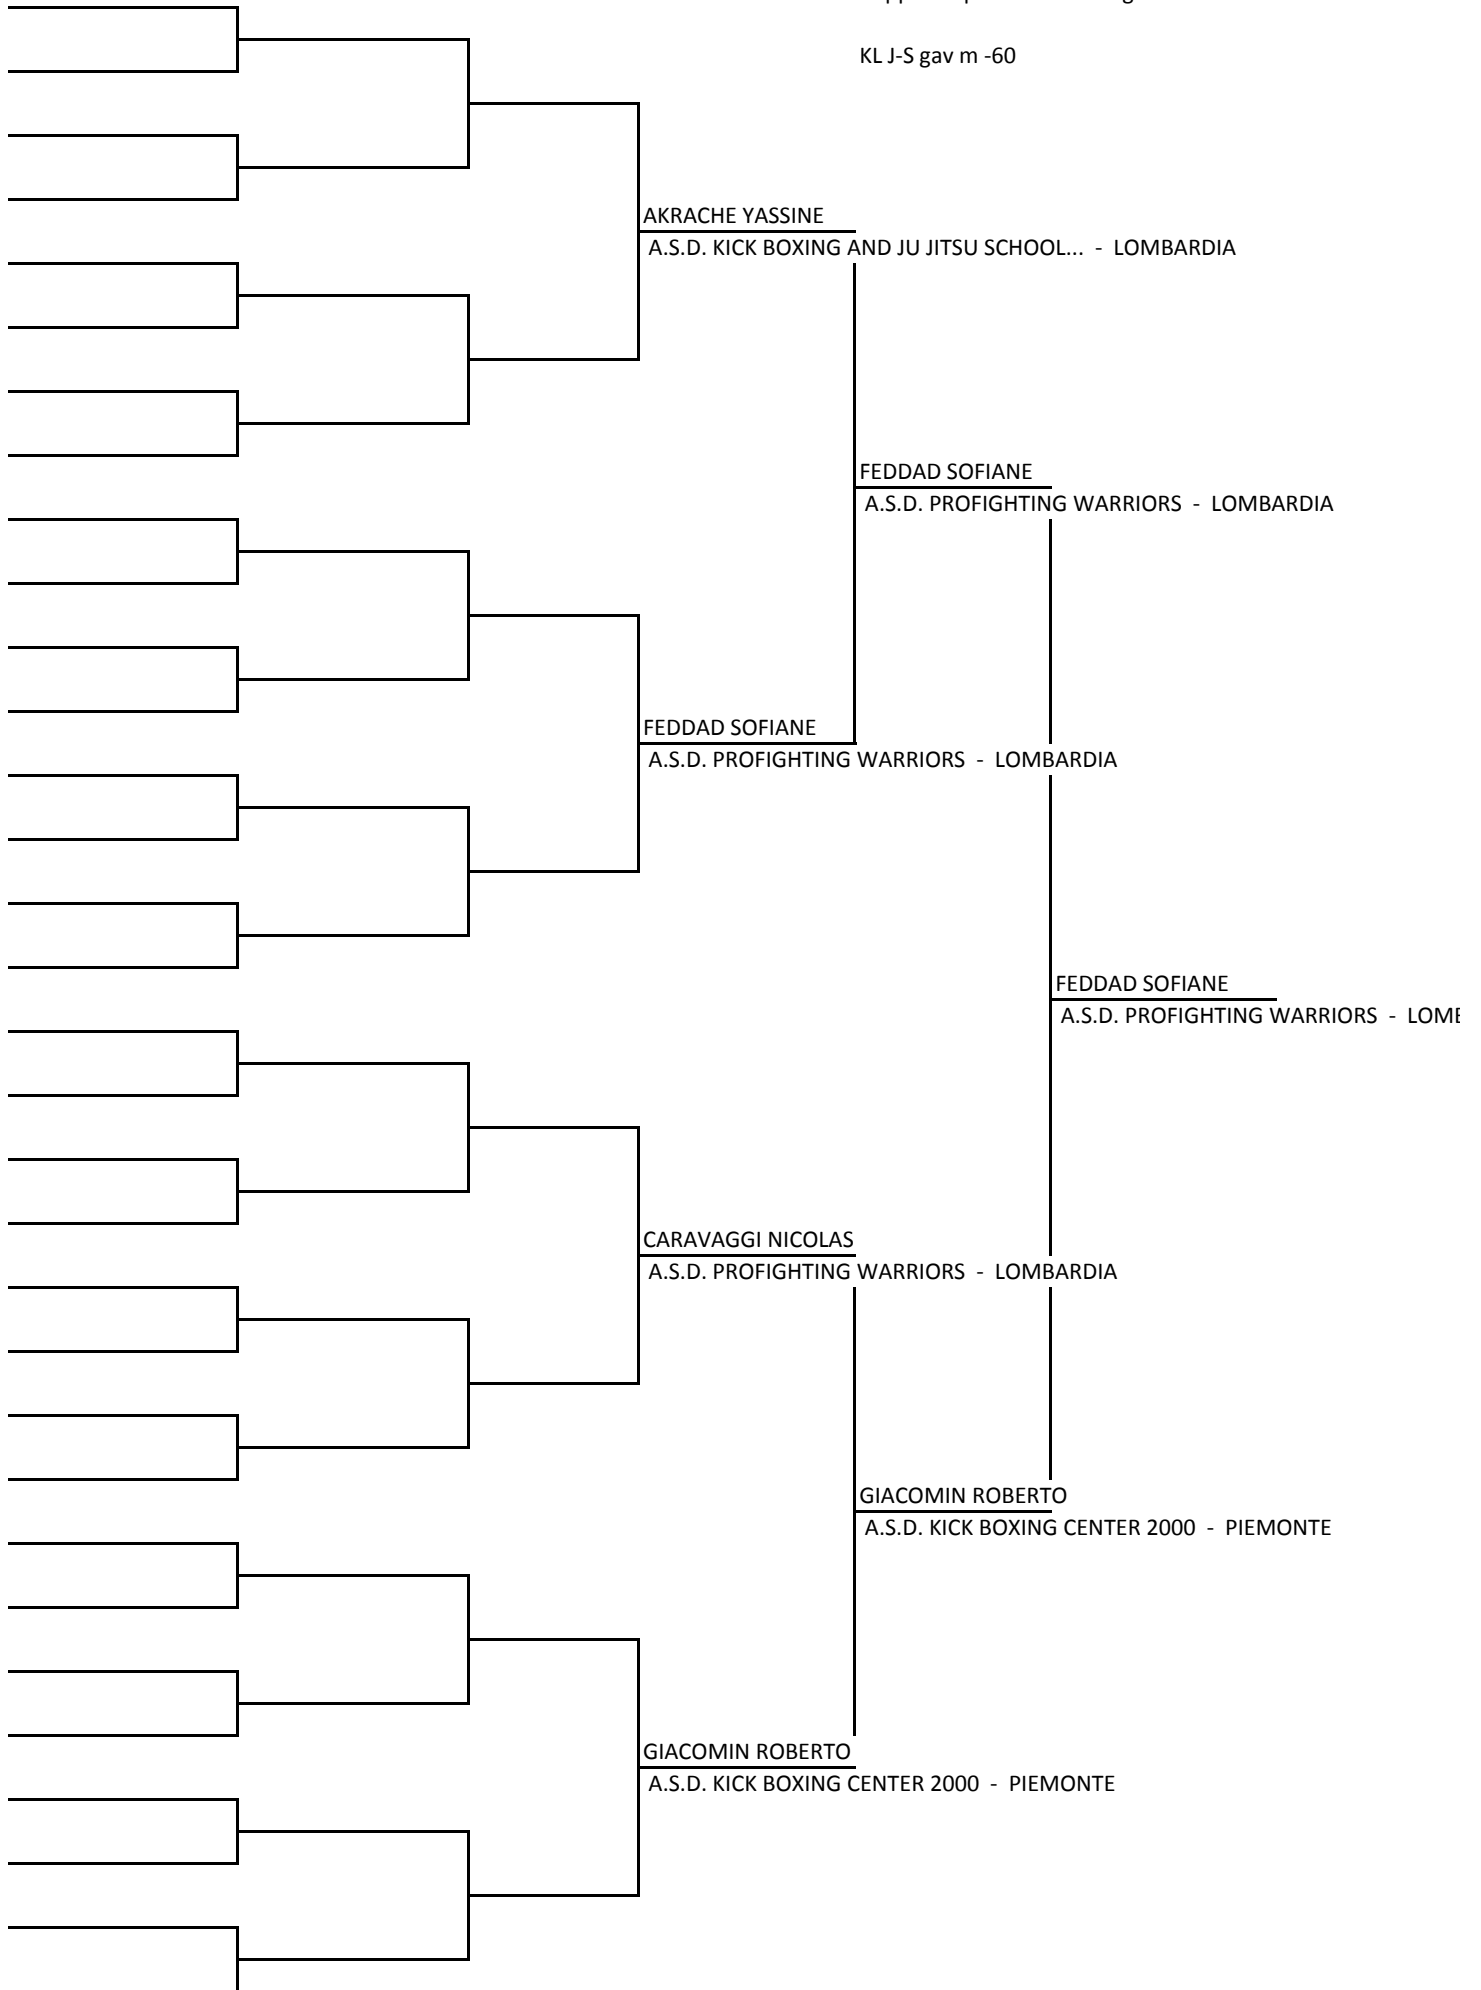 KL J-S gav m -60
AKRACHE YASSINE
A.S.D. KICK BOXING AND JU JITSU SCHOOL... - LOMBARDIA
FEDDAD SOFIANE
A.S.D. PROFIGHTING WARRIORS - LOMBARDIA
FEDDAD SOFIANE
A.S.D. PROFIGHTING WARRIORS - LOMBARDIA
FEDDAD SOFIANE
A.S.D. PROFIGHTING WARRIORS -
CARAVAGGI NICOLAS
A.S.D. PROFIGHTING WARRIORS - LOMBARDIA
GIACOMIN ROBERTO
A.S.D. KICK BOXING CENTER 2000 - PIEMONTE
GIACOMIN ROBERTO
A.S.D. KICK BOXING CENTER 2000 - PIEMONTE